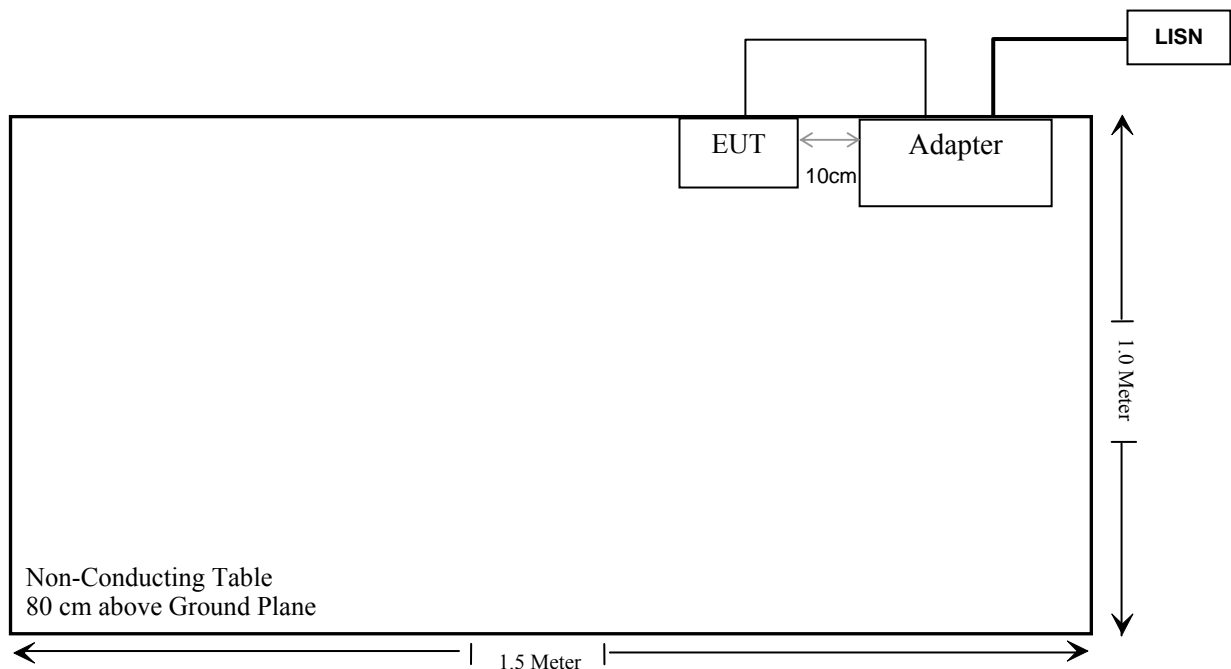 LISN
EUT
Adapter
10cm
1.0 Meter
Non-Conducting Table
80 cm above Ground Plane
1.5 Meter